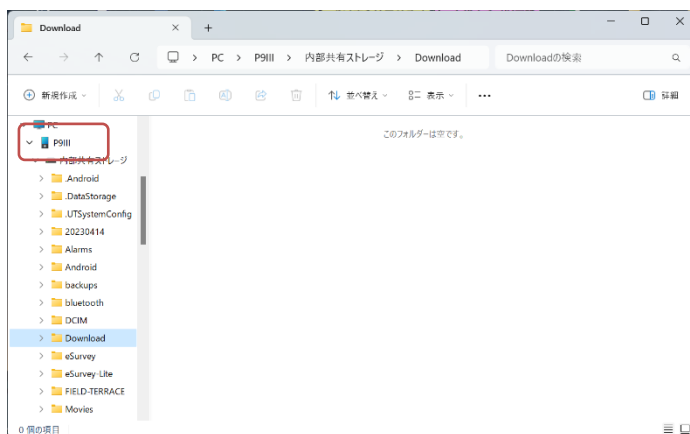 Download
PC > P9III > 内部共有ストレージ > Download
Downloadの検索
新規作成
並べ替え
表示
詳細
PC
P9III
内部共有ストレージ
.Android
.DataStorage
.UTSystemConfig
20230414
Alarms
Android
backups
bluetooth
DCIM
Download
eSurvey
eSurvey-Lite
FIELD-TERRACE
Movies
このフォルダーは空です。
0 個の項目